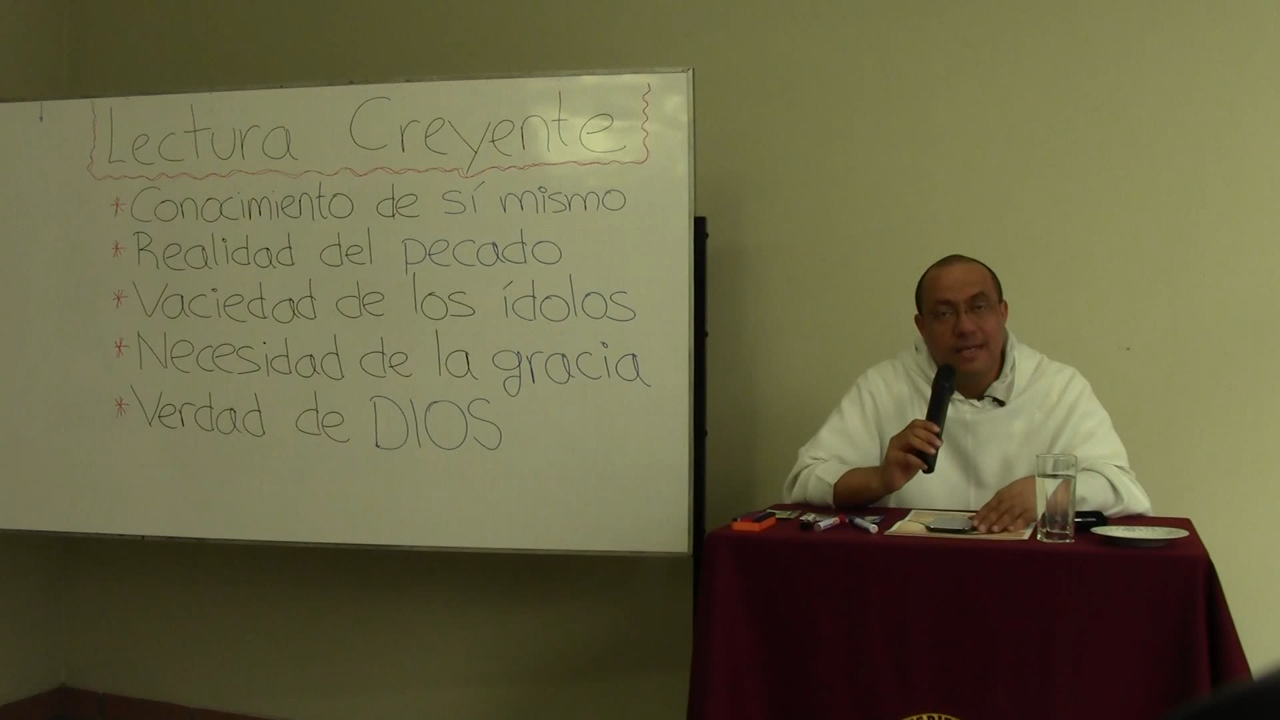 Lectura Creyente
* Conocimiento de sí mismo
* Realidad del pecado
* Vaciedad de los ídolos
* Necesidad de la gracia
* Verdad de DIOS